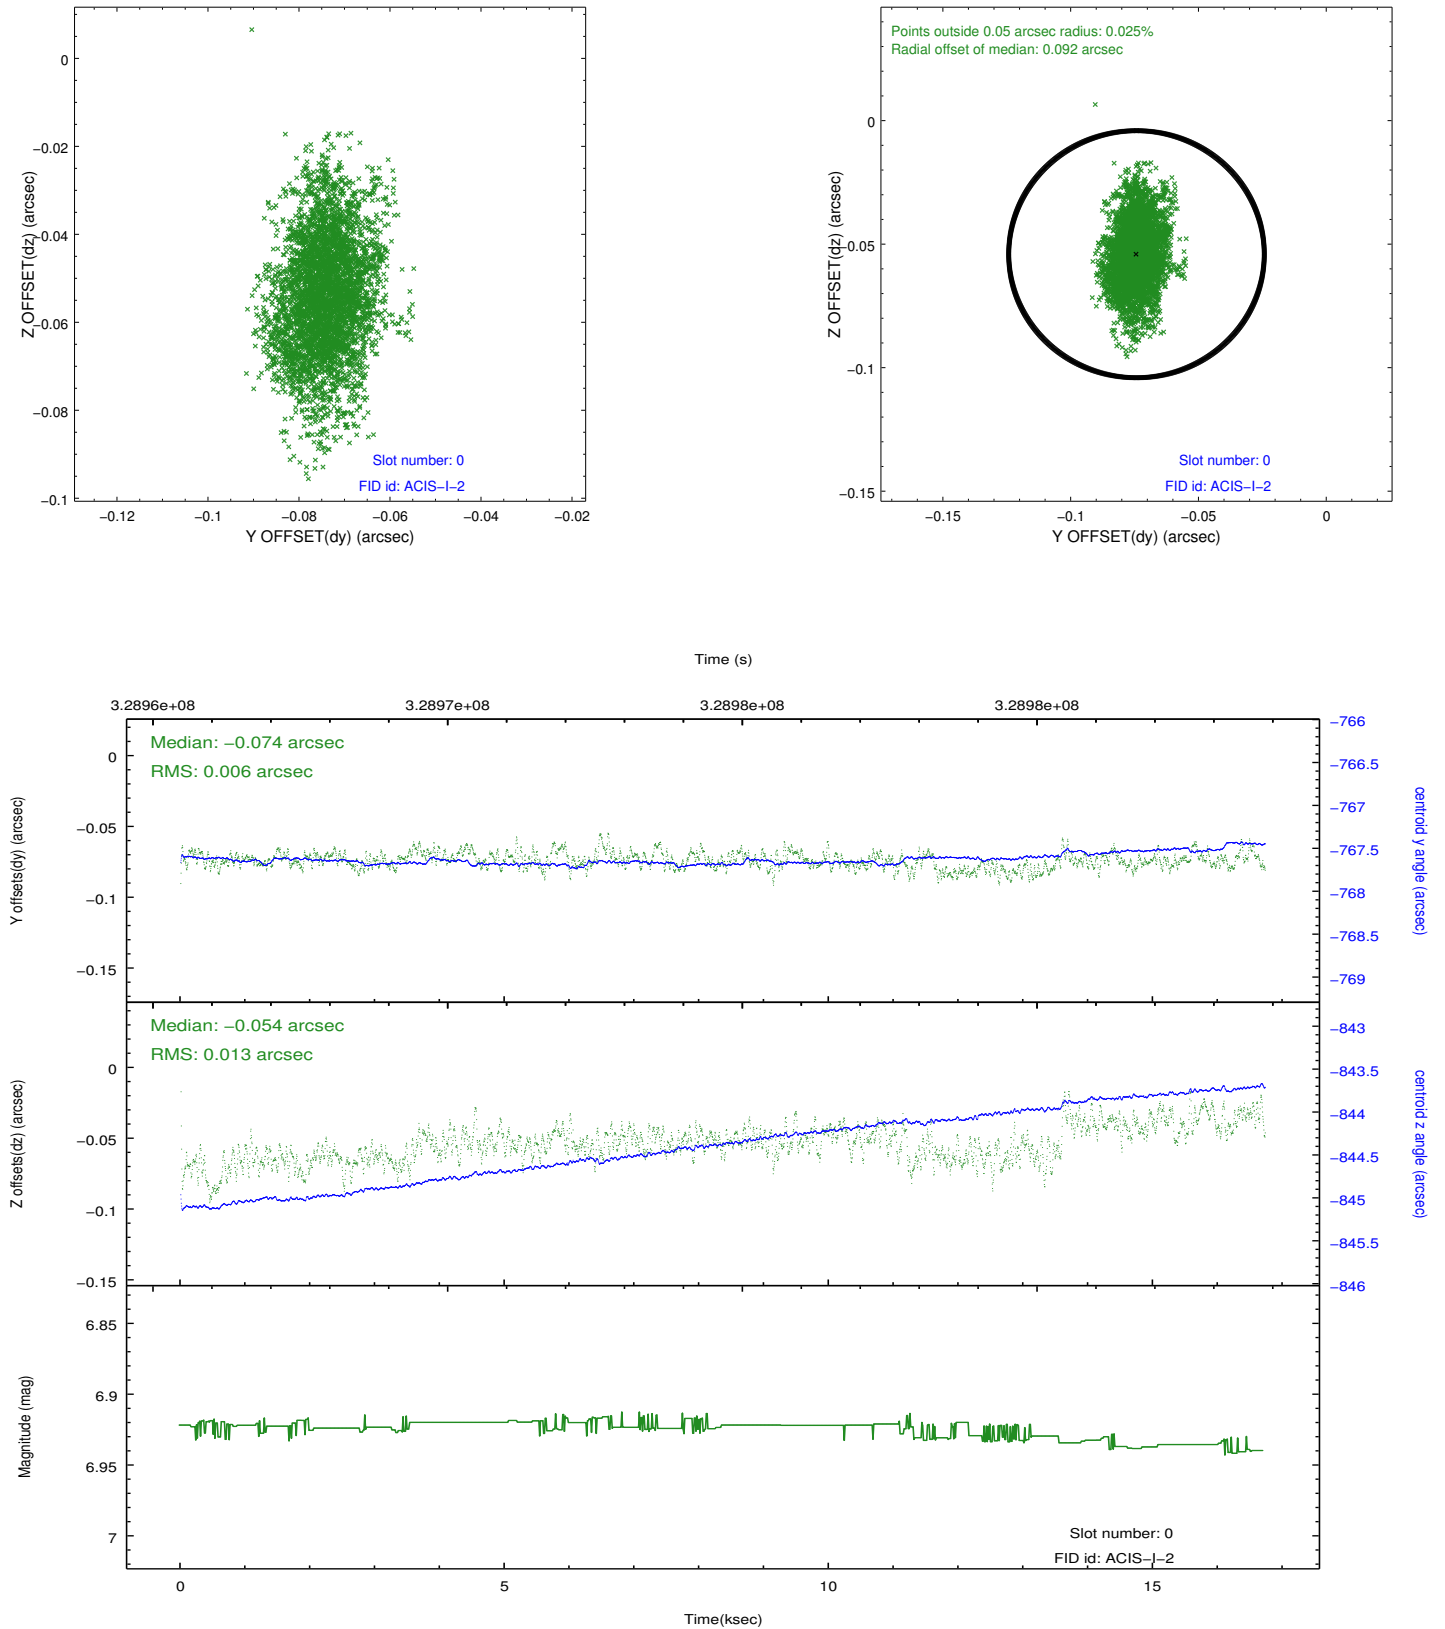 0
−0.02
−0.04
−0.06
−0.08
−0.1
Z OFFSET(dz) (arcsec)
Slot number: 0
FID id: ACIS−I−2
−0.12
−0.1
−0.08
−0.06
−0.04
−0.02
Y OFFSET(dy) (arcsec)
Points outside 0.05 arcsec radius: 0.025%
Radial offset of median: 0.092 arcsec
0
−0.05
−0.1
−0.15
Z OFFSET(dz) (arcsec)
Slot number: 0
FID id: ACIS−I−2
−0.15
−0.1
−0.05
0
Y OFFSET(dy) (arcsec)
Time (s)
3.2896e+08
3.2897e+08
3.2898e+08
3.2898e+08
Median: −0.074 arcsec
RMS: 0.006 arcsec
0
−0.05
−0.1
−0.15
Y offsets(dy) (arcsec)
−766
−766.5
−767
−767.5
−768
−768.5
−769
centroid y angle (arcsec)
Median: −0.054 arcsec
RMS: 0.013 arcsec
0
−0.05
−0.1
−0.15
Z offsets(dz) (arcsec)
−843
−843.5
−844
−844.5
−845
−845.5
−846
centroid z angle (arcsec)
6.85
6.9
6.95
7
Magnitude (mag)
Slot number: 0
FID id: ACIS−I−2
0
5
10
15
Time(ksec)